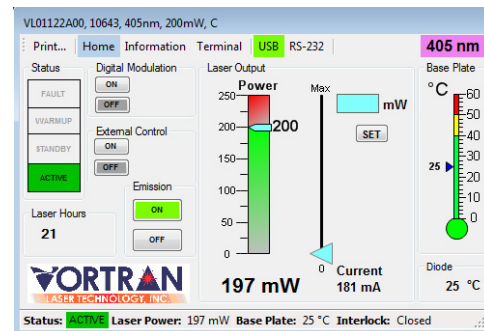 VL01122A00, 10643, 405nm, 200mW, C
Print... Home Information Terminal USB RS-232 405 nm
Status
FAULT
WARMUP
STANDBY
ACTIVE
Digital Modulation
ON
OFF
External Control
ON
OFF
Emission
ON
OFF
Laser Hours
21
VORTRAN
LASER TECHNOLOGY, INC.
Laser Output
Power
250
200
150
100
50
0
200
197 mW
Max
0
mW
SET
Current
181 mA
Base Plate
°C
60
50
40
30
20
10
0
25
Diode
25 °C
Status: ACTIVE Laser Power: 197 mW Base Plate: 25 °C Interlock: Closed